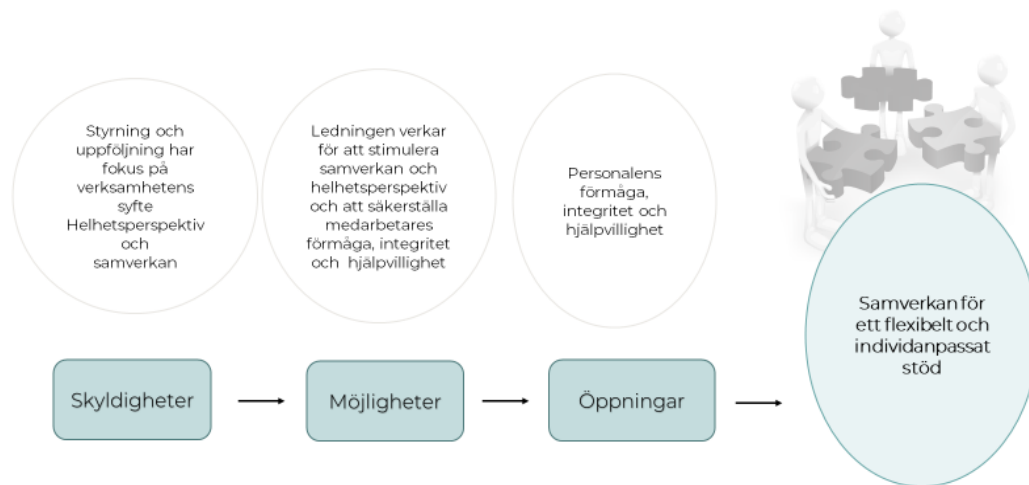 Styrning och
uppföljning har
fokus på
verksamhetens
syfte
Helhetsperspektiv
och
samverkan
Ledningen verkar
för att stimulera
samverkan och
helhetsperspektiv
och att säkerställa
medarbetares
förmåga, integritet
och hjälpvillighet
Personalens
förmåga,
integritet och
hjälpvillighet
Samverkan för
ett flexibelt och
individanpassat
stöd
Skyldigheter
Möjligheter
Öppningar